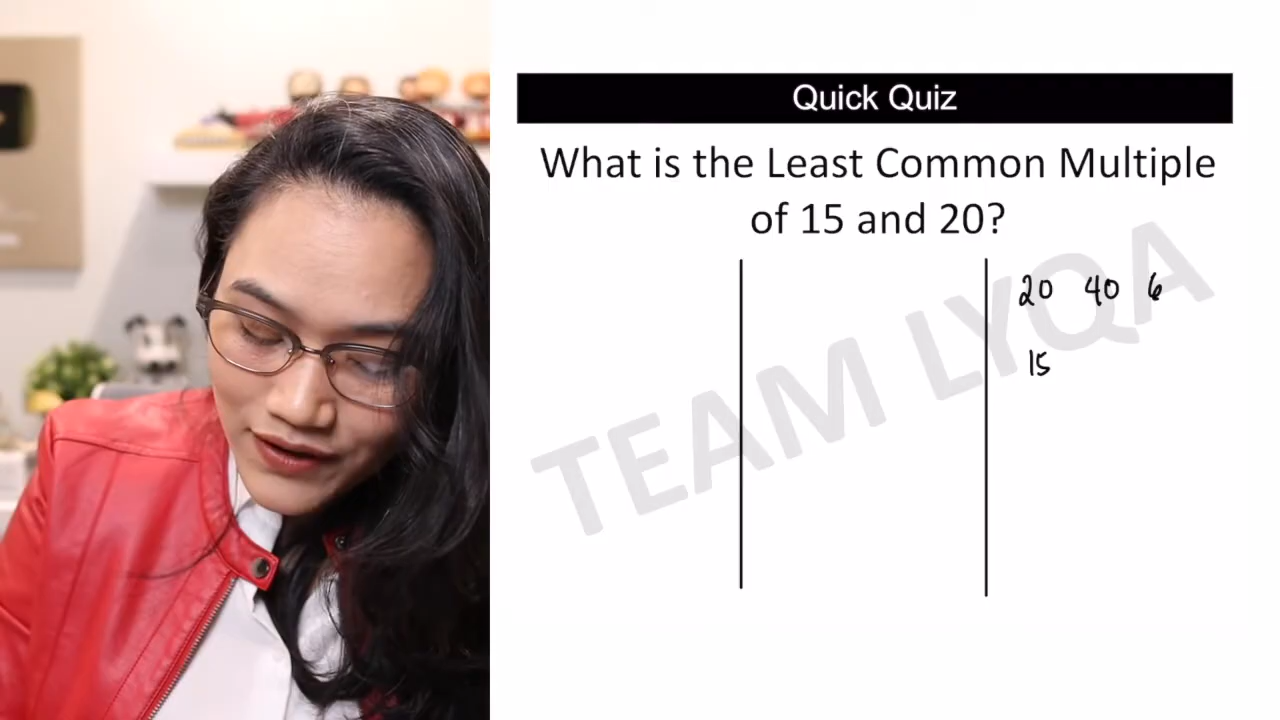 Quick Quiz
What is the Least Common Multiple
of 15 and 20?
20 40 6
15
TEAM LYQA